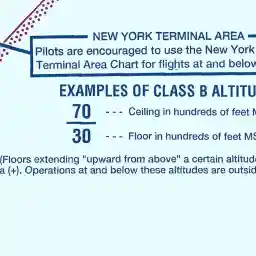 NEW YORK TERMINAL AREA
Pilots are encouraged to use the New York
Terminal Area Chart for flights at and below
EXAMPLES OF CLASS B ALTITU
70 --- Ceiling in hundreds of feet M
30 --- Floor in hundreds of feet MS
(Floors extending "upward from above" a certain altitud
a (+). Operations at and below these altitudes are outsid